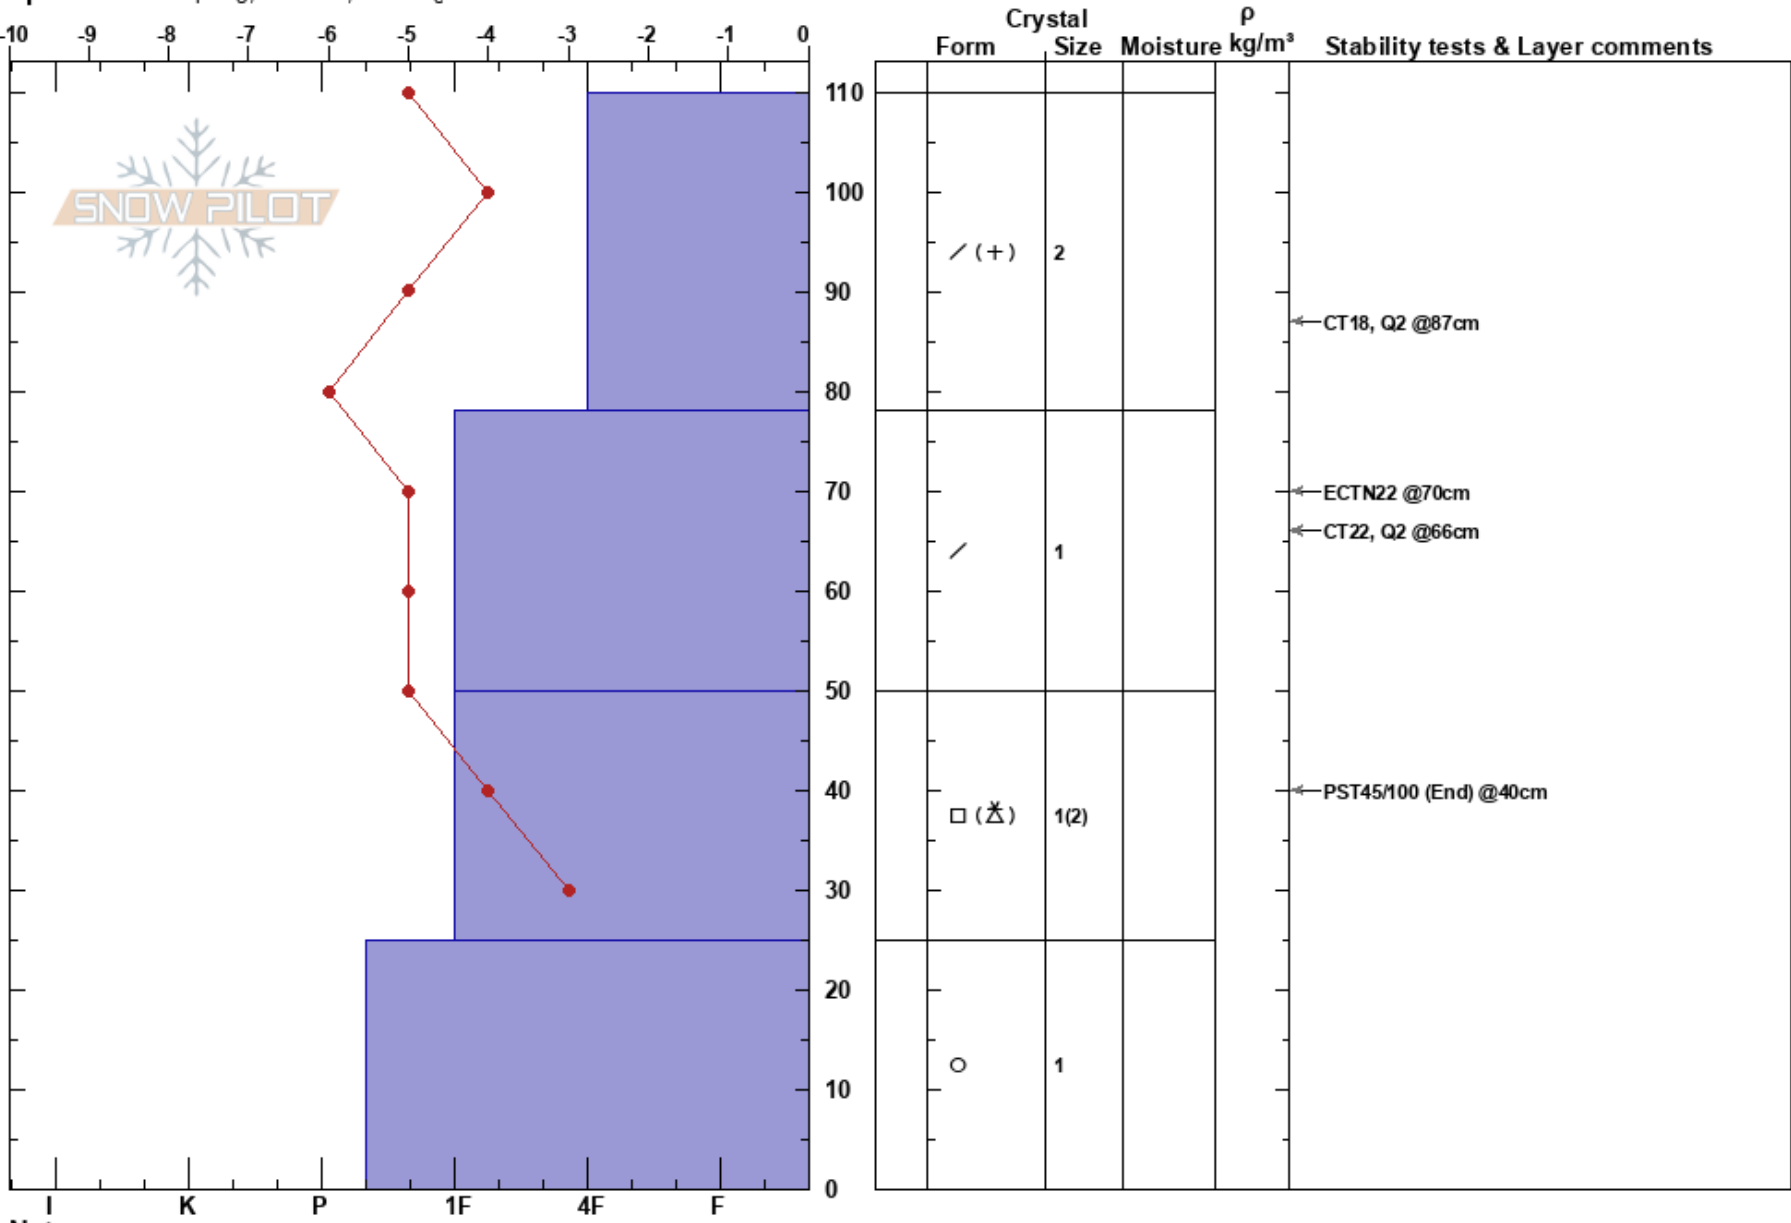 -10 -9 -8 -7 -6 -5 -4 -3 -2 -1 0
Crystal
Form Size Moisture
ρ
kg/m³
Stability tests & Layer comments
SNOW PILOT
110
100
90
80
70
60
50
40
30
20
10
0
/ (+) 2
/ 1
□ ( ) 1(2)
○ 1
CT18, Q2 @87cm
ECTN22 @70cm
CT22, Q2 @66cm
PST45/100 (End) @40cm
I K P 1F 4F F